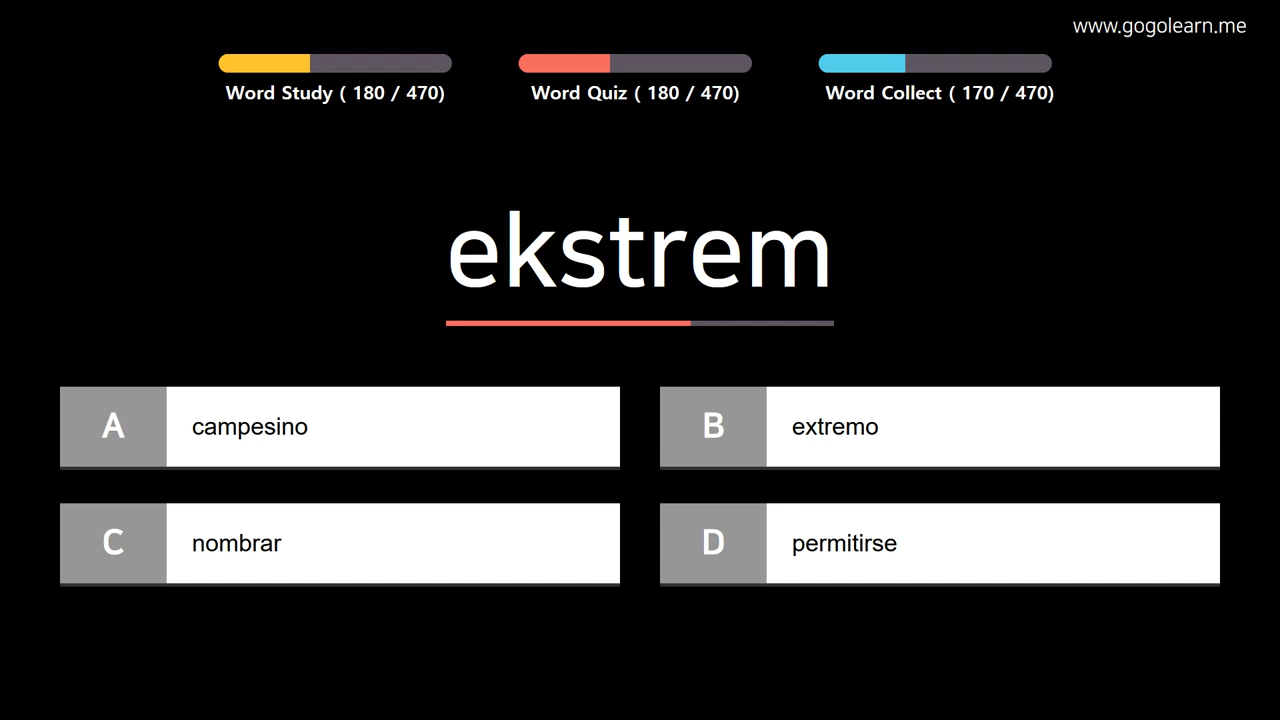 www.gogolearn.me
Word Study ( 180 / 470)
Word Quiz ( 180 / 470)
Word Collect ( 170 / 470)
ekstrem
A campesino
B extremo
C nombrar
D permitirse